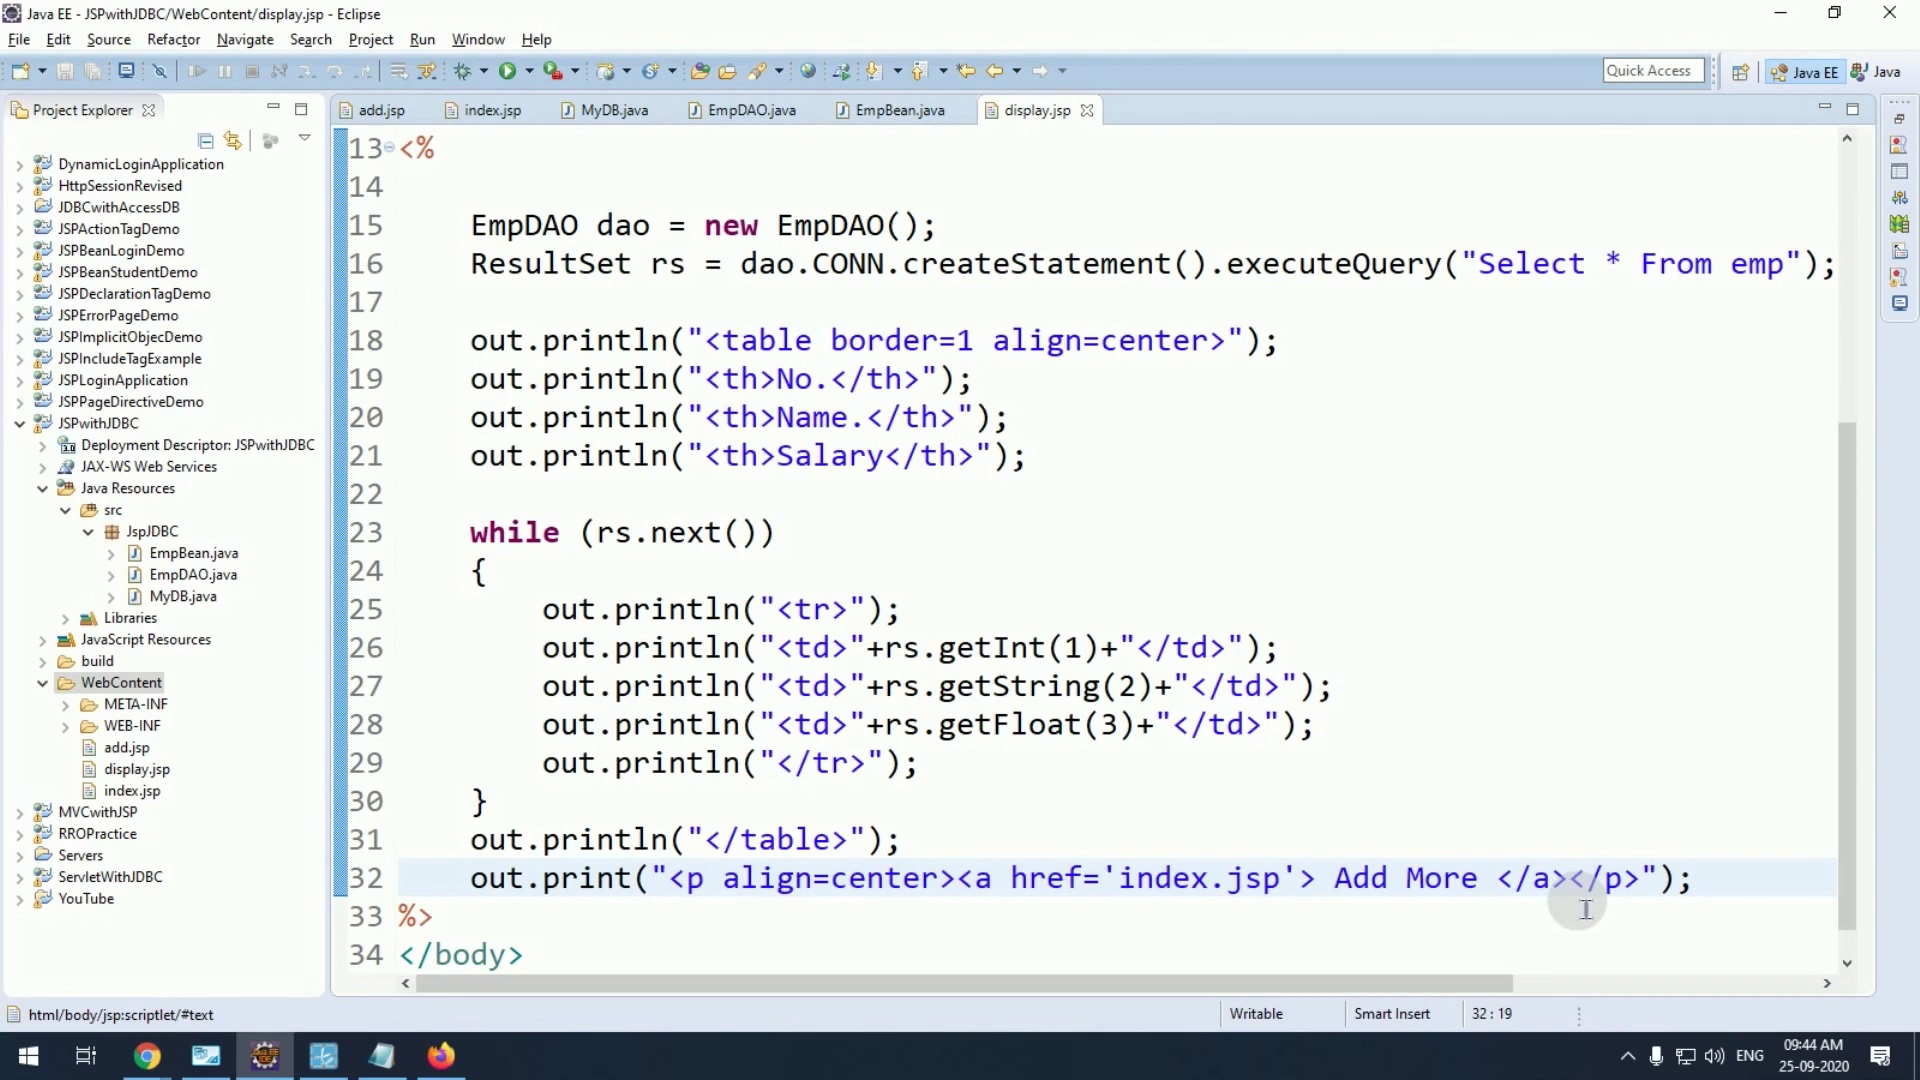 Java EE - JSPwithJDBC/WebContent/display.jsp - Eclipse
File Edit Source Refactor Navigate Search Project Run Window Help
Quick Access
Java EE
Java
Project Explorer
add.jsp
index.jsp
MyDB.java
EmpDAO.java
EmpBean.java
display.jsp
DynamicLoginApplication
HttpSessionRevised
JDBCwithAccessDB
JSPActionTagDemo
JSPBeanLoginDemo
JSPBeanStudentDemo
JSPDeclarationTagDemo
JSPErrorPageDemo
JSPImplicitObjecDemo
JSPIncludeTagExample
JSPLoginApplication
JSPPageDirectiveDemo
JSPwithJDBC
Deployment Descriptor: JSPwithJDBC
JAX-WS Web Services
Java Resources
src
JspJDBC
EmpBean.java
EmpDAO.java
MyDB.java
Libraries
JavaScript Resources
build
WebContent
META-INF
WEB-INF
add.jsp
display.jsp
index.jsp
MVCwithJSP
RROPractice
Servers
ServletWithJDBC
YouTube
13 <%
14
15 EmpDAO dao = new EmpDAO();
16 ResultSet rs = dao.CONN.createStatement().executeQuery("Select * From emp");
17
18 out.println("<table border=1 align=center>");
19 out.println("<th>No.</th>");
20 out.println("<th>Name.</th>");
21 out.println("<th>Salary</th>");
22
23 while (rs.next())
24 {
25 out.println("<tr>");
26 out.println("<td>"+rs.getInt(1)+"</td>");
27 out.println("<td>"+rs.getString(2)+"</td>");
28 out.println("<td>"+rs.getFloat(3)+"</td>");
29 out.println("</tr>");
30 }
31 out.println("</table>");
32 out.print("<p align=center><a href='index.jsp'> Add More </a></p>");
33 %>
34 </body>
html/body/jsp:scriptlet/#text
Writable
Smart Insert
32 : 19
ENG
09:44 AM
25-09-2020